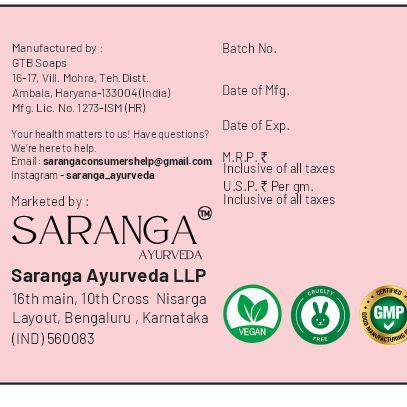 Manufactured by :
GTB Soaps
16-17, Vill. Mohra, Teh. Distt.
Ambala, Haryana-133004 (India)
Mfg. Lic. No. 1273-ISM (HR)
Your health matters to us! Have questions?
We're here to help.
Email: sarangaconsumershelp@gmail.com
Instagram - saranga_ayurveda
Marketed by :
SARANGA TM
AYURVEDA
Saranga Ayurveda LLP
16th main, 10th Cross Nisarga
Layout, Bengaluru , Karnataka
(IND) 560083
Batch No.
Date of Mfg.
Date of Exp.
M.R.P. ₹
Inclusive of all taxes
U.S.P. ₹ Per gm.
Inclusive of all taxes
VEGAN
CRUELTY
FREE
CERTIFIED
GMP
GOOD MANUFACTURING